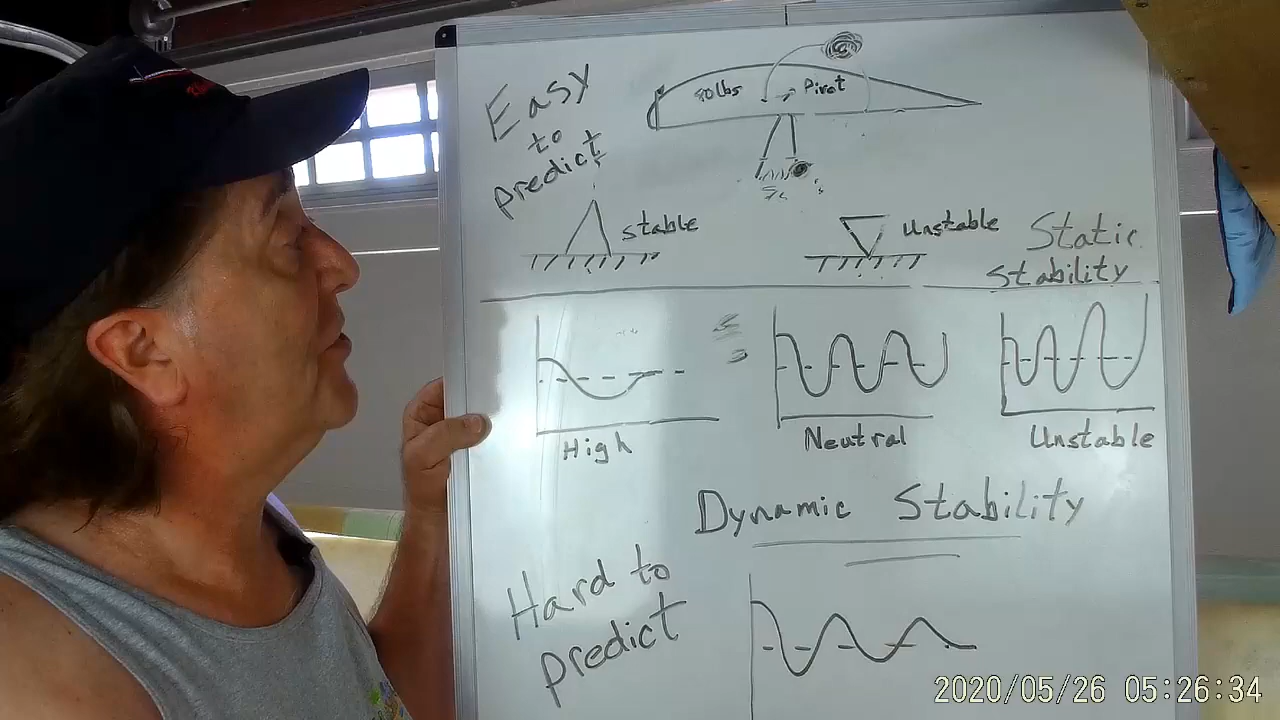 Easy
to
predict
Pivot
stable
Unstable
Static
Stability
High
Neutral
Unstable
Dynamic Stability
Hard to
predict
2020/05/26 05:26:34